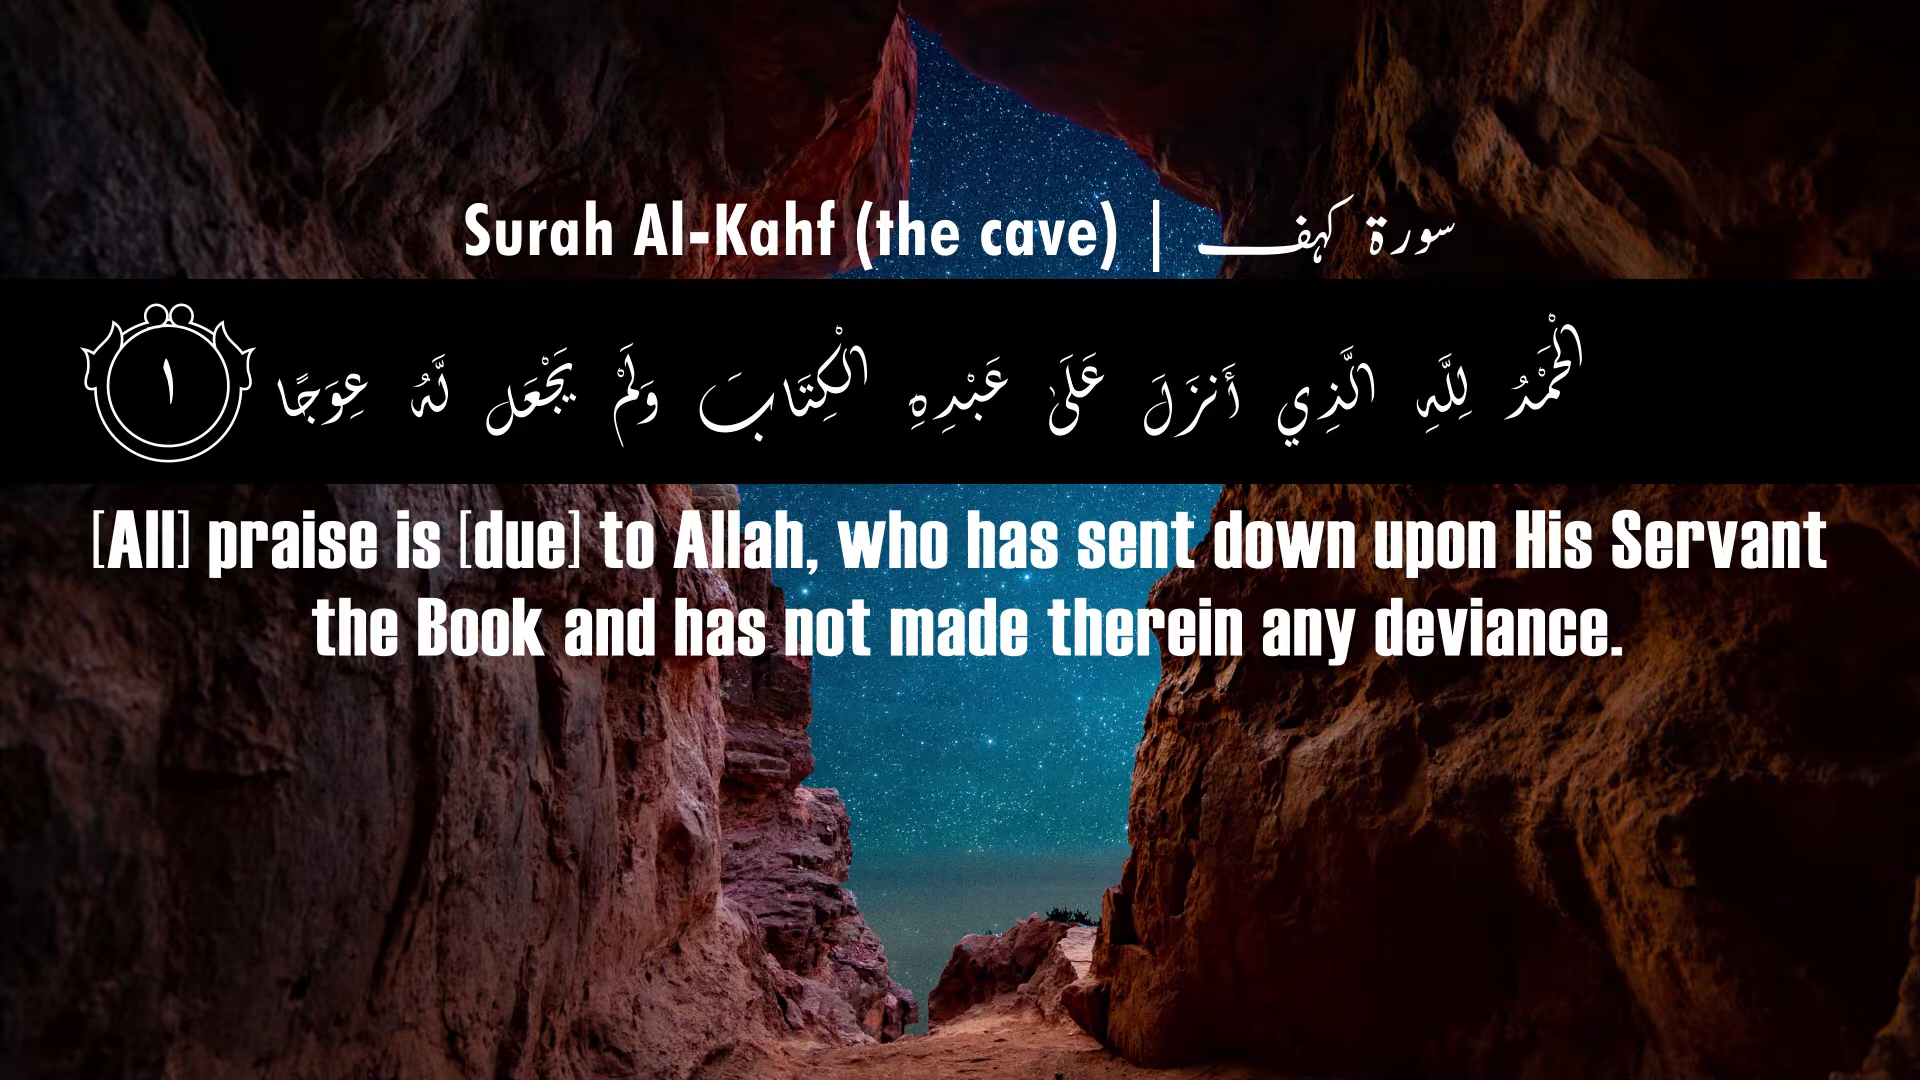 Surah Al-Kahf (the cave) | سورة كهف
الْحَمْدُ لِلَّهِ الَّذِي أَنزَلَ عَلَىٰ عَبْدِهِ الْكِتَابَ وَلَمْ يَجْعَل لَّهُ عِوَجًا ١
[All] praise is [due] to Allah, who has sent down upon His Servant
the Book and has not made therein any deviance.